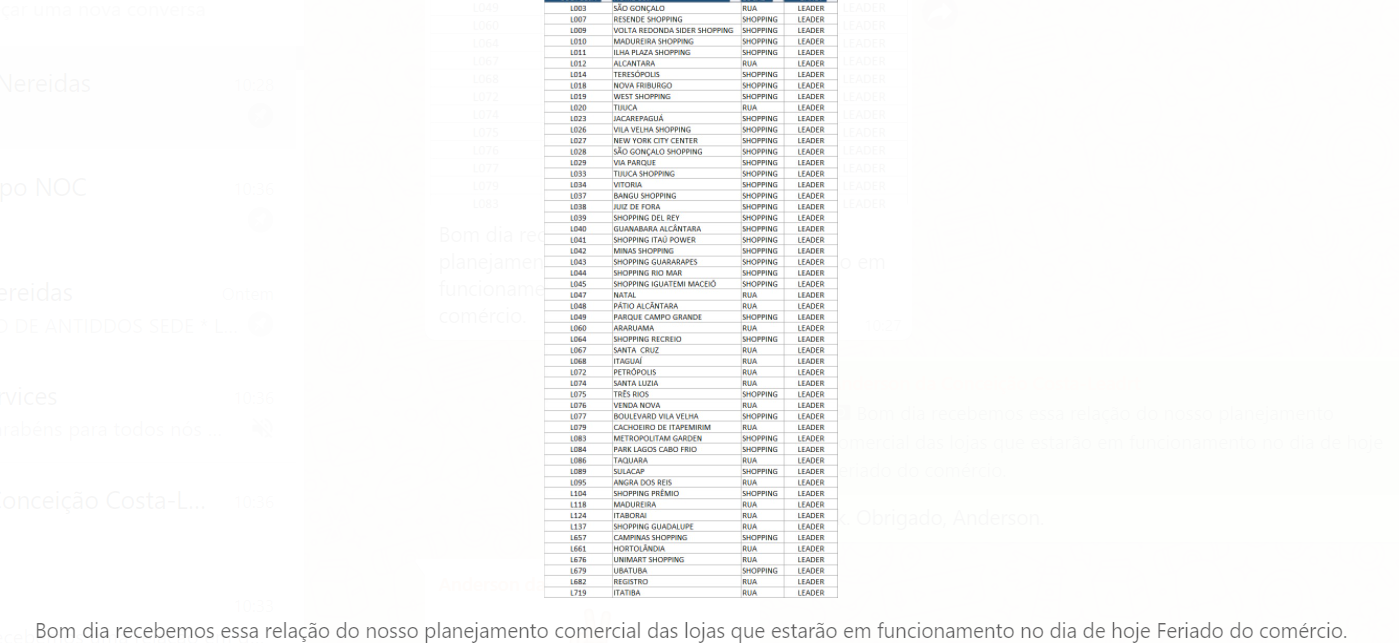 L003 SÃO GONÇALO RUA LEADER
L007 RESENDE SHOPPING SHOPPING LEADER
L009 VOLTA REDONDA SIDER SHOPPING SHOPPING LEADER
L010 MADUREIRA SHOPPING SHOPPING LEADER
L011 ILHA PLAZA SHOPPING SHOPPING LEADER
L012 ALCANTARA RUA LEADER
L014 TERESÓPOLIS SHOPPING LEADER
L018 NOVA FRIBURGO SHOPPING LEADER
L019 WEST SHOPPING SHOPPING LEADER
L020 TIJUCA RUA LEADER
L023 JACAREPAGUÁ SHOPPING LEADER
L026 VILA VELHA SHOPPING SHOPPING LEADER
L027 NEW YORK CITY CENTER SHOPPING LEADER
L028 SÃO GONÇALO SHOPPING SHOPPING LEADER
L029 VIA PARQUE SHOPPING LEADER
L033 TIJUCA SHOPPING SHOPPING LEADER
L034 VITORIA SHOPPING LEADER
L037 BANGU SHOPPING SHOPPING LEADER
L038 JUIZ DE FORA SHOPPING LEADER
L039 SHOPPING DEL REY SHOPPING LEADER
L040 GUANABARA ALCÂNTARA SHOPPING LEADER
L041 SHOPPING ITAÚ POWER SHOPPING LEADER
L042 MINAS SHOPPING SHOPPING LEADER
L043 SHOPPING GUARARAPES SHOPPING LEADER
L044 SHOPPING RIO MAR SHOPPING LEADER
L045 SHOPPING IGUATEMI MACEIÓ SHOPPING LEADER
L047 NATAL RUA LEADER
L048 PÁTIO ALCÂNTARA RUA LEADER
L049 PARQUE CAMPO GRANDE SHOPPING LEADER
L060 ARARUAMA RUA LEADER
L064 SHOPPING RECREIO SHOPPING LEADER
L067 SANTA CRUZ RUA LEADER
L068 ITAGUAÍ RUA LEADER
L072 PETRÓPOLIS RUA LEADER
L074 SANTA LUZIA RUA LEADER
L075 TRÊS RIOS SHOPPING LEADER
L076 VENDA NOVA RUA LEADER
L077 BOULEVARD VILA VELHA SHOPPING LEADER
L079 CACHOEIRO DE ITAPEMIRIM RUA LEADER
L083 METROPOLITAM GARDEN SHOPPING LEADER
L084 PARK LAGOS CABO FRIO SHOPPING LEADER
L086 TAQUARA RUA LEADER
L089 SULACAP SHOPPING LEADER
L095 ANGRA DOS REIS RUA LEADER
L104 SHOPPING PRÊMIO SHOPPING LEADER
L118 MADUREIRA RUA LEADER
L124 ITABORAI RUA LEADER
L137 SHOPPING GUADALUPE RUA LEADER
L657 CAMPINAS SHOPPING SHOPPING LEADER
L661 HORTOLÂNDIA RUA LEADER
L676 UNIMART SHOPPING RUA LEADER
L679 UBATUBA SHOPPING LEADER
L682 REGISTRO RUA LEADER
L719 ITATIBA RUA LEADER
Bom dia recebemos essa relação do nosso planejamento comercial das lojas que estarão em funcionamento no dia de hoje Feriado do comércio.